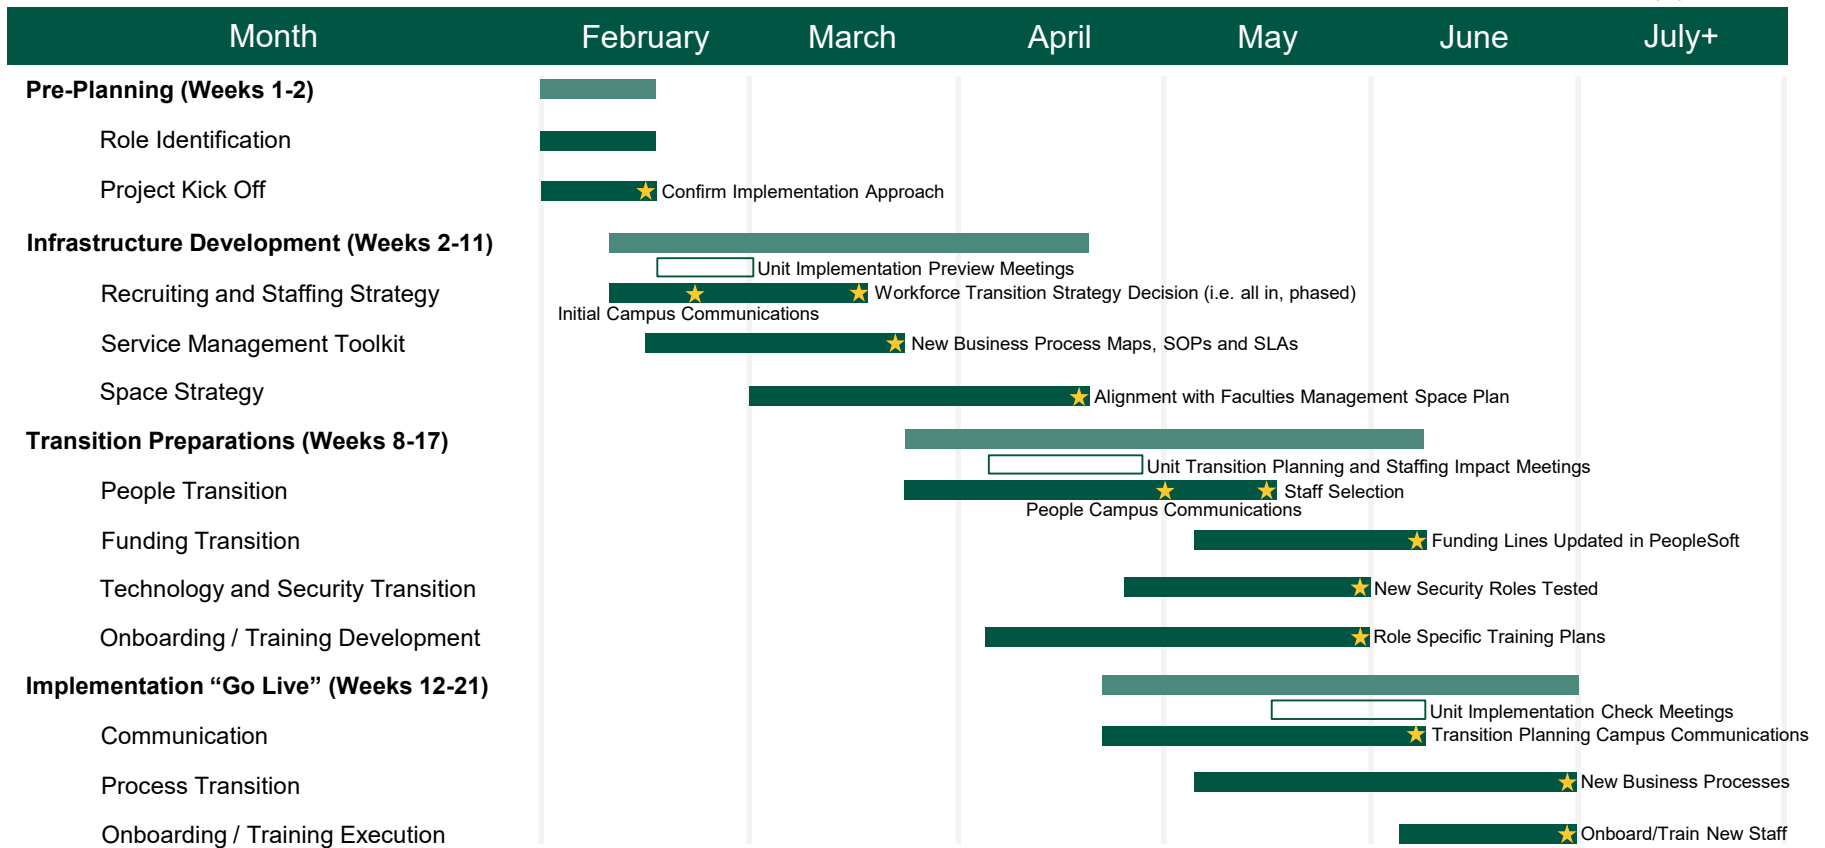 Month February March April May June July+
Pre-Planning (Weeks 1-2)
Role Identification
Project Kick Off Confirm Implementation Approach
Infrastructure Development (Weeks 2-11)
Unit Implementation Preview Meetings
Recruiting and Staffing Strategy Workforce Transition Strategy Decision (i.e. all in, phased)
Initial Campus Communications
Service Management Toolkit New Business Process Maps, SOPs and SLAs
Space Strategy Alignment with Faculties Management Space Plan
Transition Preparations (Weeks 8-17)
Unit Transition Planning and Staffing Impact Meetings
People Transition Staff Selection
People Campus Communications
Funding Transition Funding Lines Updated in PeopleSoft
Technology and Security Transition New Security Roles Tested
Onboarding / Training Development Role Specific Training Plans
Implementation “Go Live” (Weeks 12-21)
Unit Implementation Check Meetings
Communication Transition Planning Campus Communications
Process Transition New Business Processes
Onboarding / Training Execution Onboard/Train New Staff